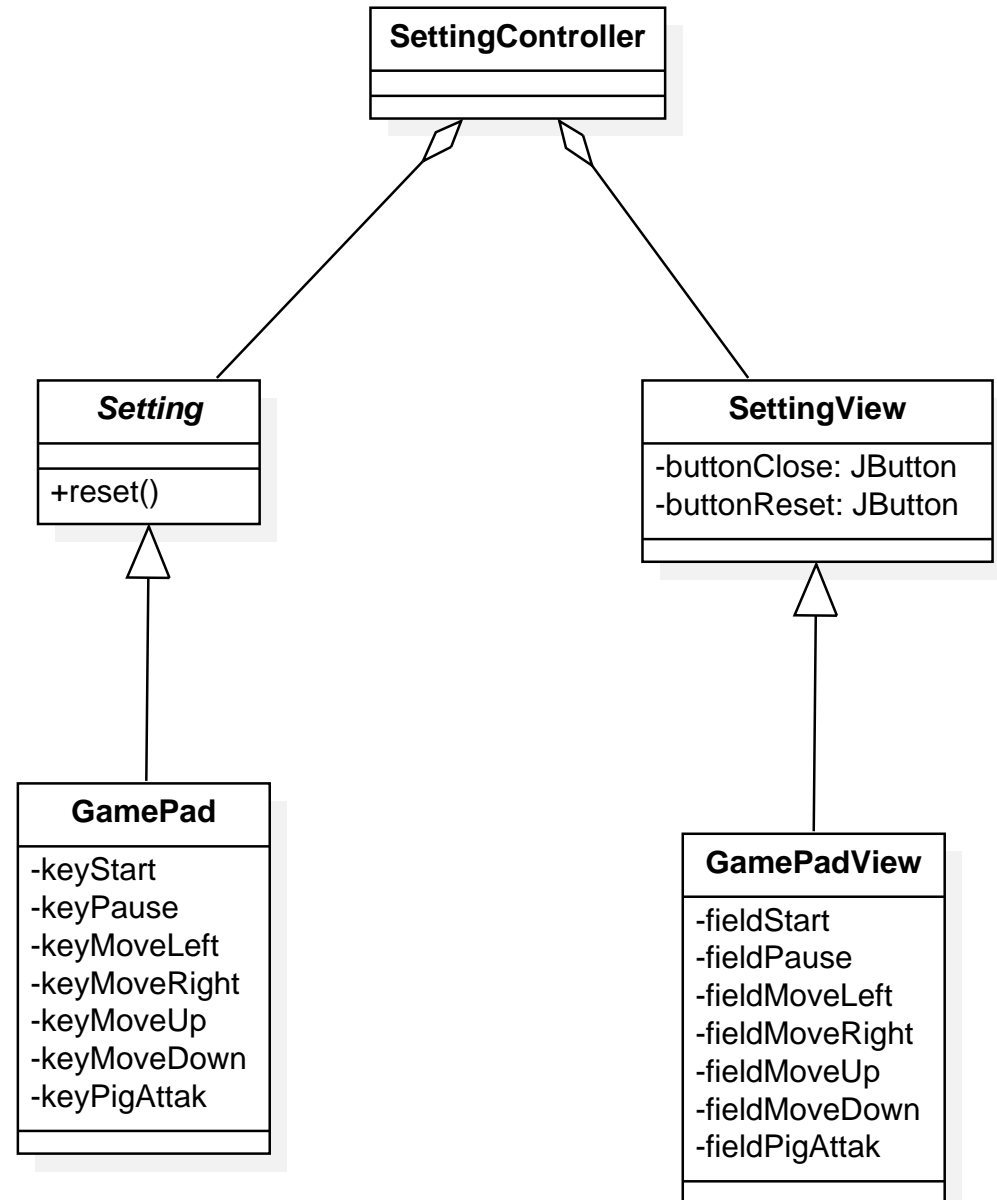 SettingController
Setting
+reset()
SettingView
-buttonClose: JButton
-buttonReset: JButton
GamePad
-keyStart
-keyPause
-keyMoveLeft
-keyMoveRight
-keyMoveUp
-keyMoveDown
-keyPigAttak
GamePadView
-fieldStart
-fieldPause
-fieldMoveLeft
-fieldMoveRight
-fieldMoveUp
-fieldMoveDown
-fieldPigAttak